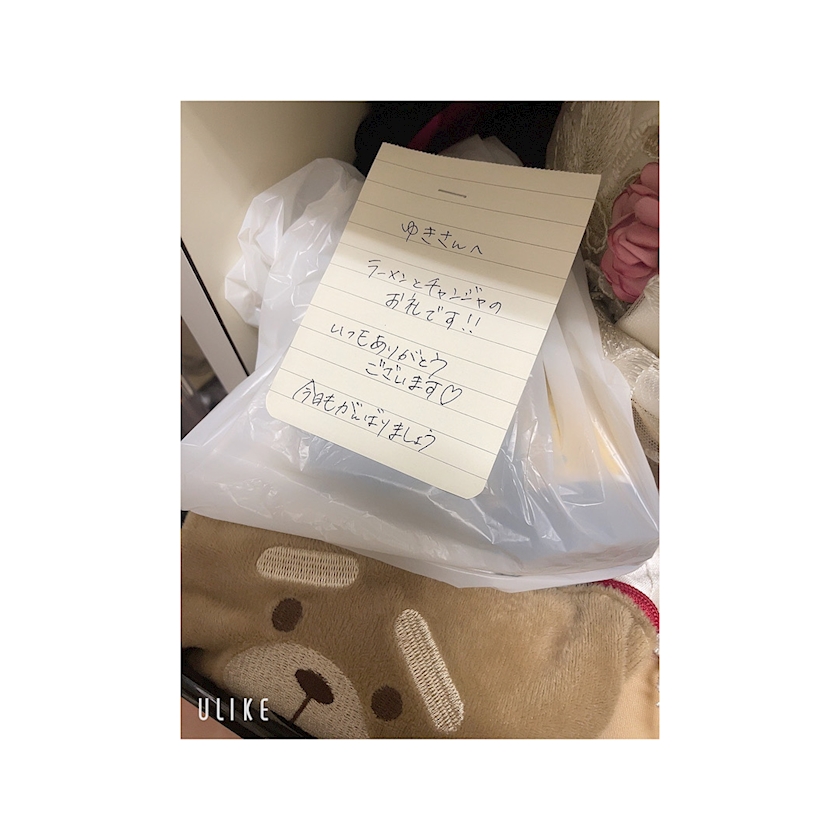 ゆきさんへ
ラーメンとチャンジャの
お礼です!!
いつもありがとう
ございます♡
今日もがんばりましょう
ULIKE